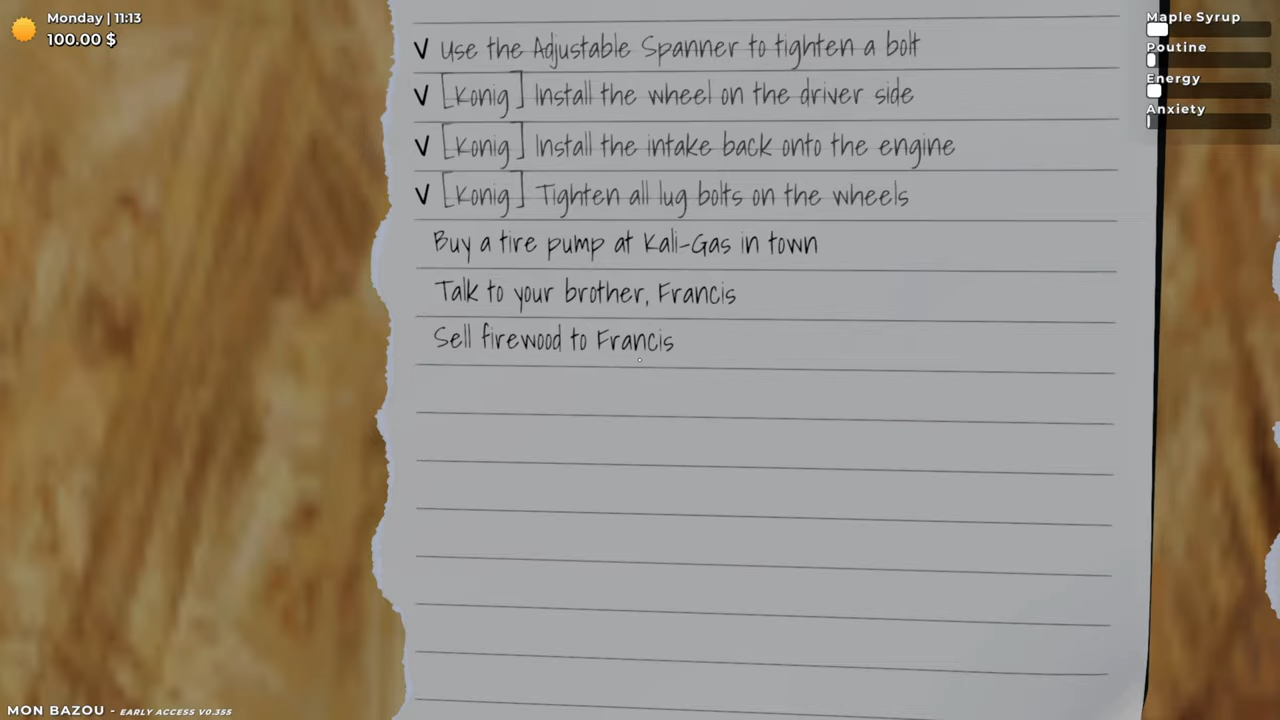 Monday | 11:13
100.00 $
Maple Syrup
Poutine
Energy
Anxiety
V Use the Adjustable Spanner to tighten a bolt
V [Konig] Install the wheel on the driver side
V [Konig] Install the intake back onto the engine
V [Konig] Tighten all lug bolts on the wheels
Buy a tire pump at Kali-Gas in town
Talk to your brother, Francis
Sell firewood to Francis
MON BAZOU - EARLY ACCESS V0.355